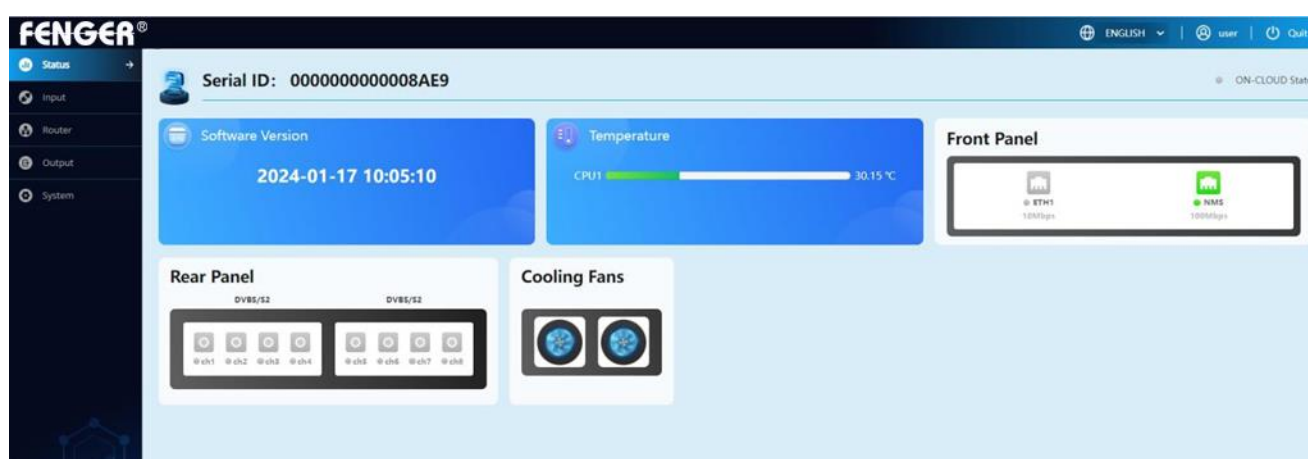 FENGER®
ENGLISH
user
Quit
Status
Input
Router
Output
System
Serial ID: 0000000000008AE9
ON-CLOUD Stat
Software Version
2024-01-17 10:05:10
Temperature
CPU1 30.15 ℃
Front Panel
ETH1 NMS
10Mbps 100Mbps
Rear Panel
DVBS/S2 DVBS/S2
ch1 ch2 ch3 ch4 ch5 ch6 ch7 ch8
Cooling Fans